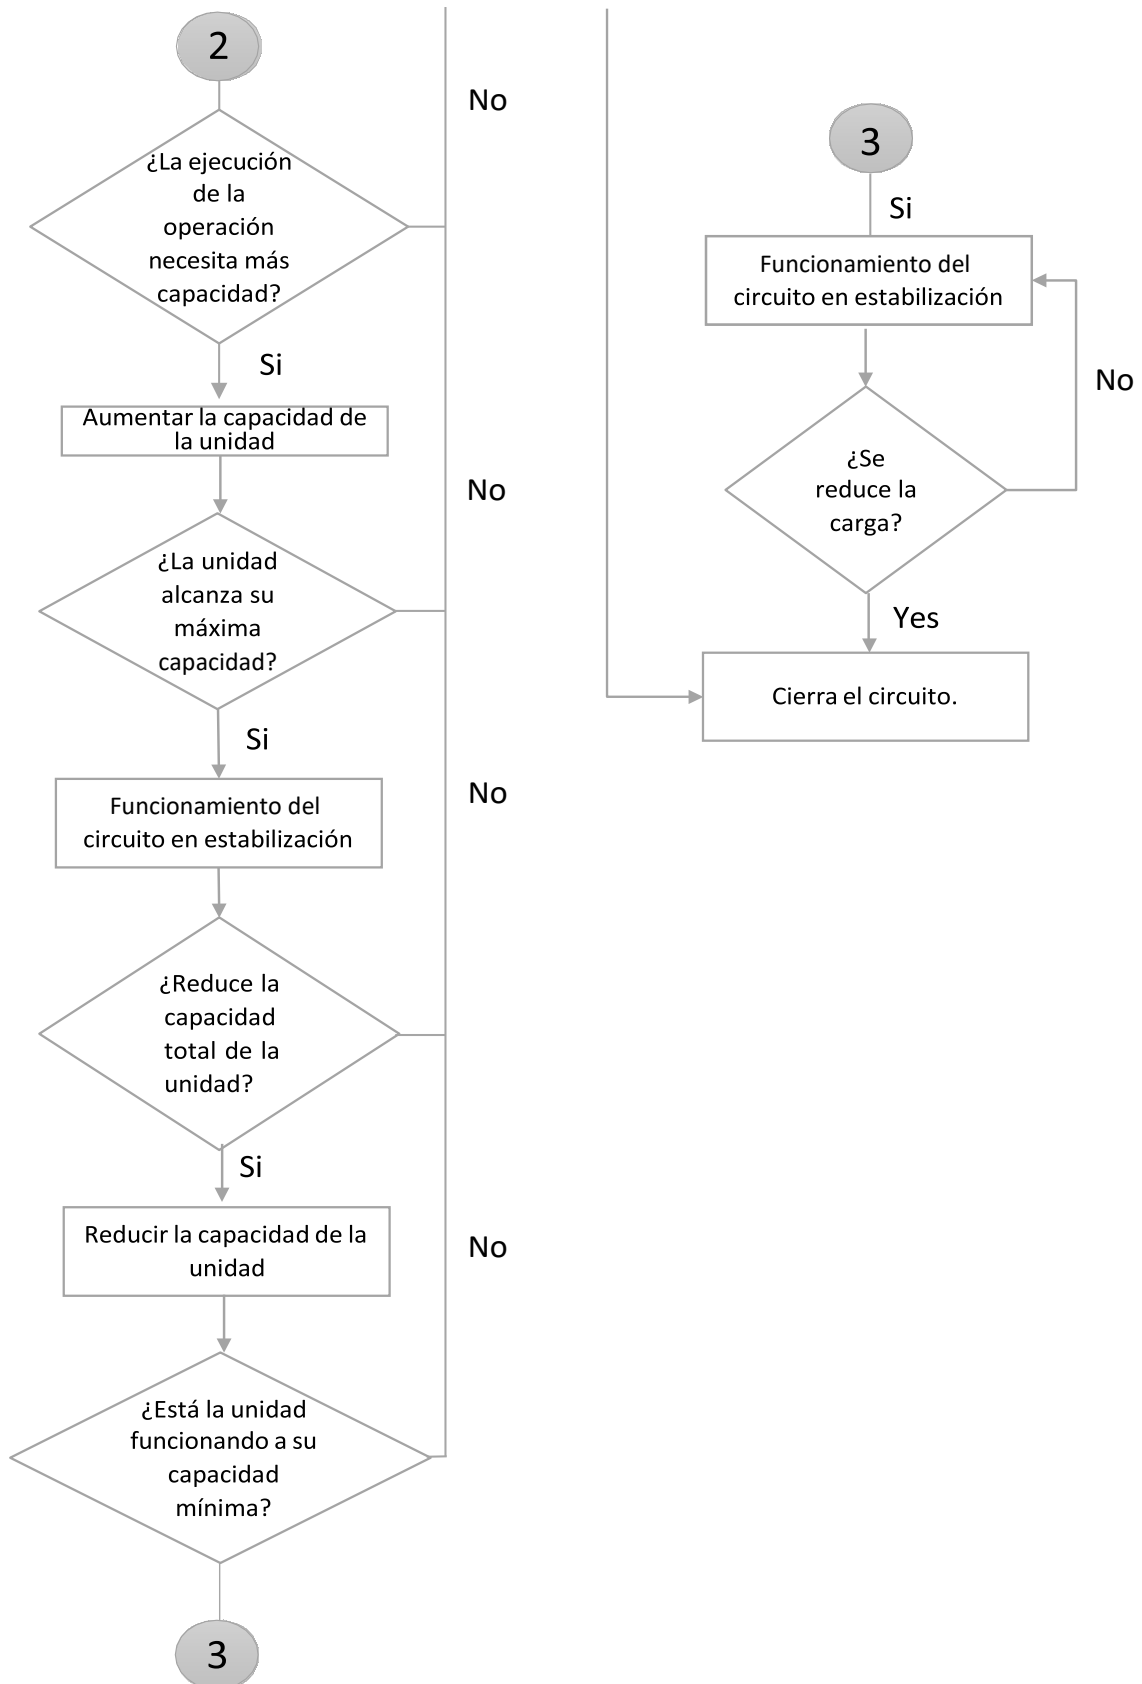 2
No
¿La ejecución
de la
operación
necesita más
capacidad?
Si
Aumentar la capacidad de
la unidad
No
¿La unidad
alcanza su
máxima
capacidad?
Si
No
Funcionamiento del
circuito en estabilización
¿Reduce la
capacidad
total de la
unidad?
Si
Reducir la capacidad de la
unidad
No
¿Está la unidad
funcionando a su
capacidad
mínima?
3
3
Si
Funcionamiento del
circuito en estabilización
No
¿Se
reduce la
carga?
Yes
Cierra el circuito.